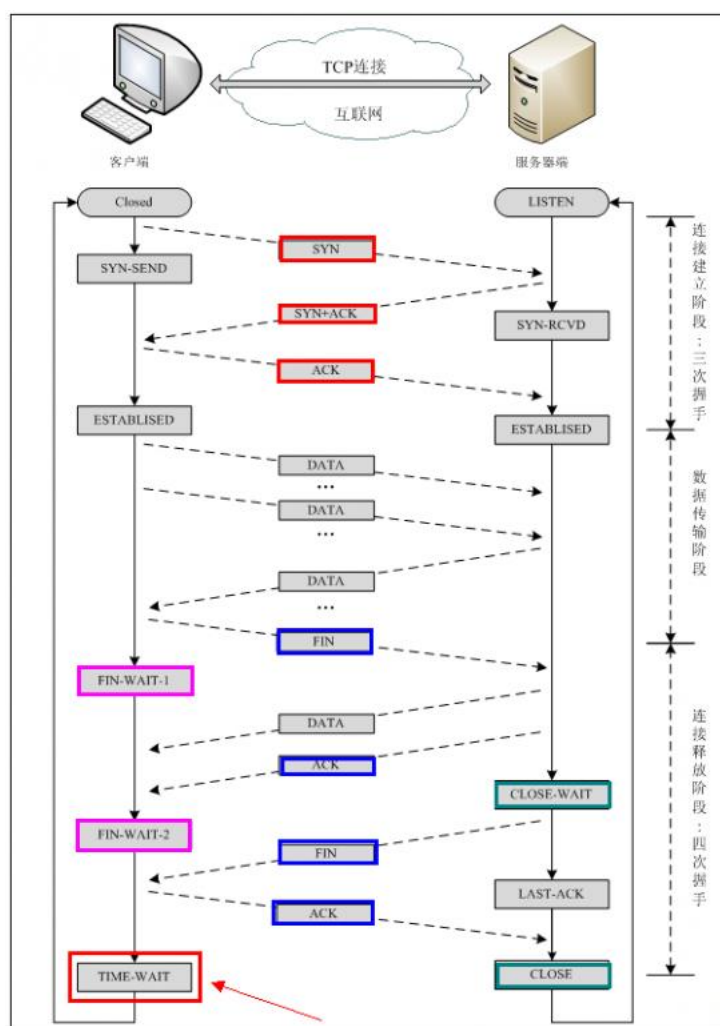 TCP连接
互联网
客户端
服务器端
Closed
LISTEN
SYN
SYN-SEND
SYN+ACK
SYN-RCVD
ACK
ESTABLISED
ESTABLISED
连接建立阶段:三次握手
DATA
...
DATA
...
DATA
...
数据传输阶段
FIN
FIN-WAIT-1
DATA
ACK
CLOSE-WAIT
FIN-WAIT-2
FIN
LAST-ACK
ACK
TIME-WAIT
CLOSE
连接释放阶段:四次握手